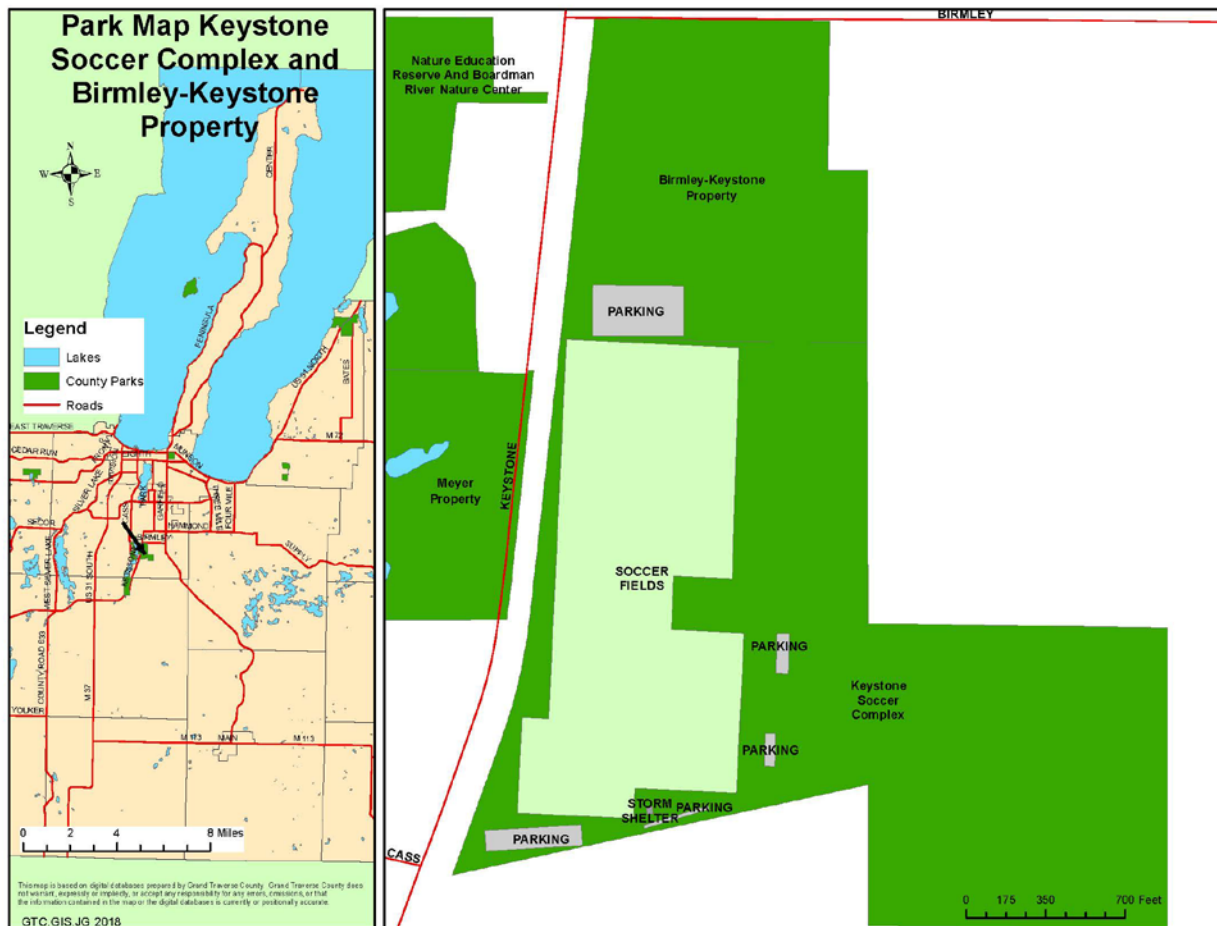 Park Map Keystone
Soccer Complex and
Birmley-Keystone
Property
N
W
E
S
CENTER
PENINSULA
Legend
Lakes
County Parks
Roads
US 31 NORTH
BATES
EAST TRAVERSE
CEDAR RUN
M 72
MUNSON
SILVER LAKE
DIVISION
PARK
GARFIELD
CASS
FOUR MILE
HAMMOND
SECOR
BIRMLEY
SUPPLY
WEST SILVER LAKE
KEYSTONE
US 31 SOUTH
COUNTY ROAD 633
M 37
YOUKER
M 113
MAIN
M 113
0 2 4 8 Miles
This map is based on digital databases prepared by Grand Traverse County. Grand Traverse County does
not warrant, expressly or impliedly, or accept any responsibility for any errors, omissions, or that
the information contained in the map or the digital databases is currently or positionally accurate.
GTC.GIS.JG 2018
BIRMLEY
Nature Education
Reserve And Boardman
River Nature Center
Birmley-Keystone
Property
PARKING
KEYSTONE
Meyer
Property
SOCCER
FIELDS
PARKING
Keystone
Soccer
Complex
PARKING
STORM
SHELTER
PARKING
PARKING
CASS
0 175 350 700 Feet